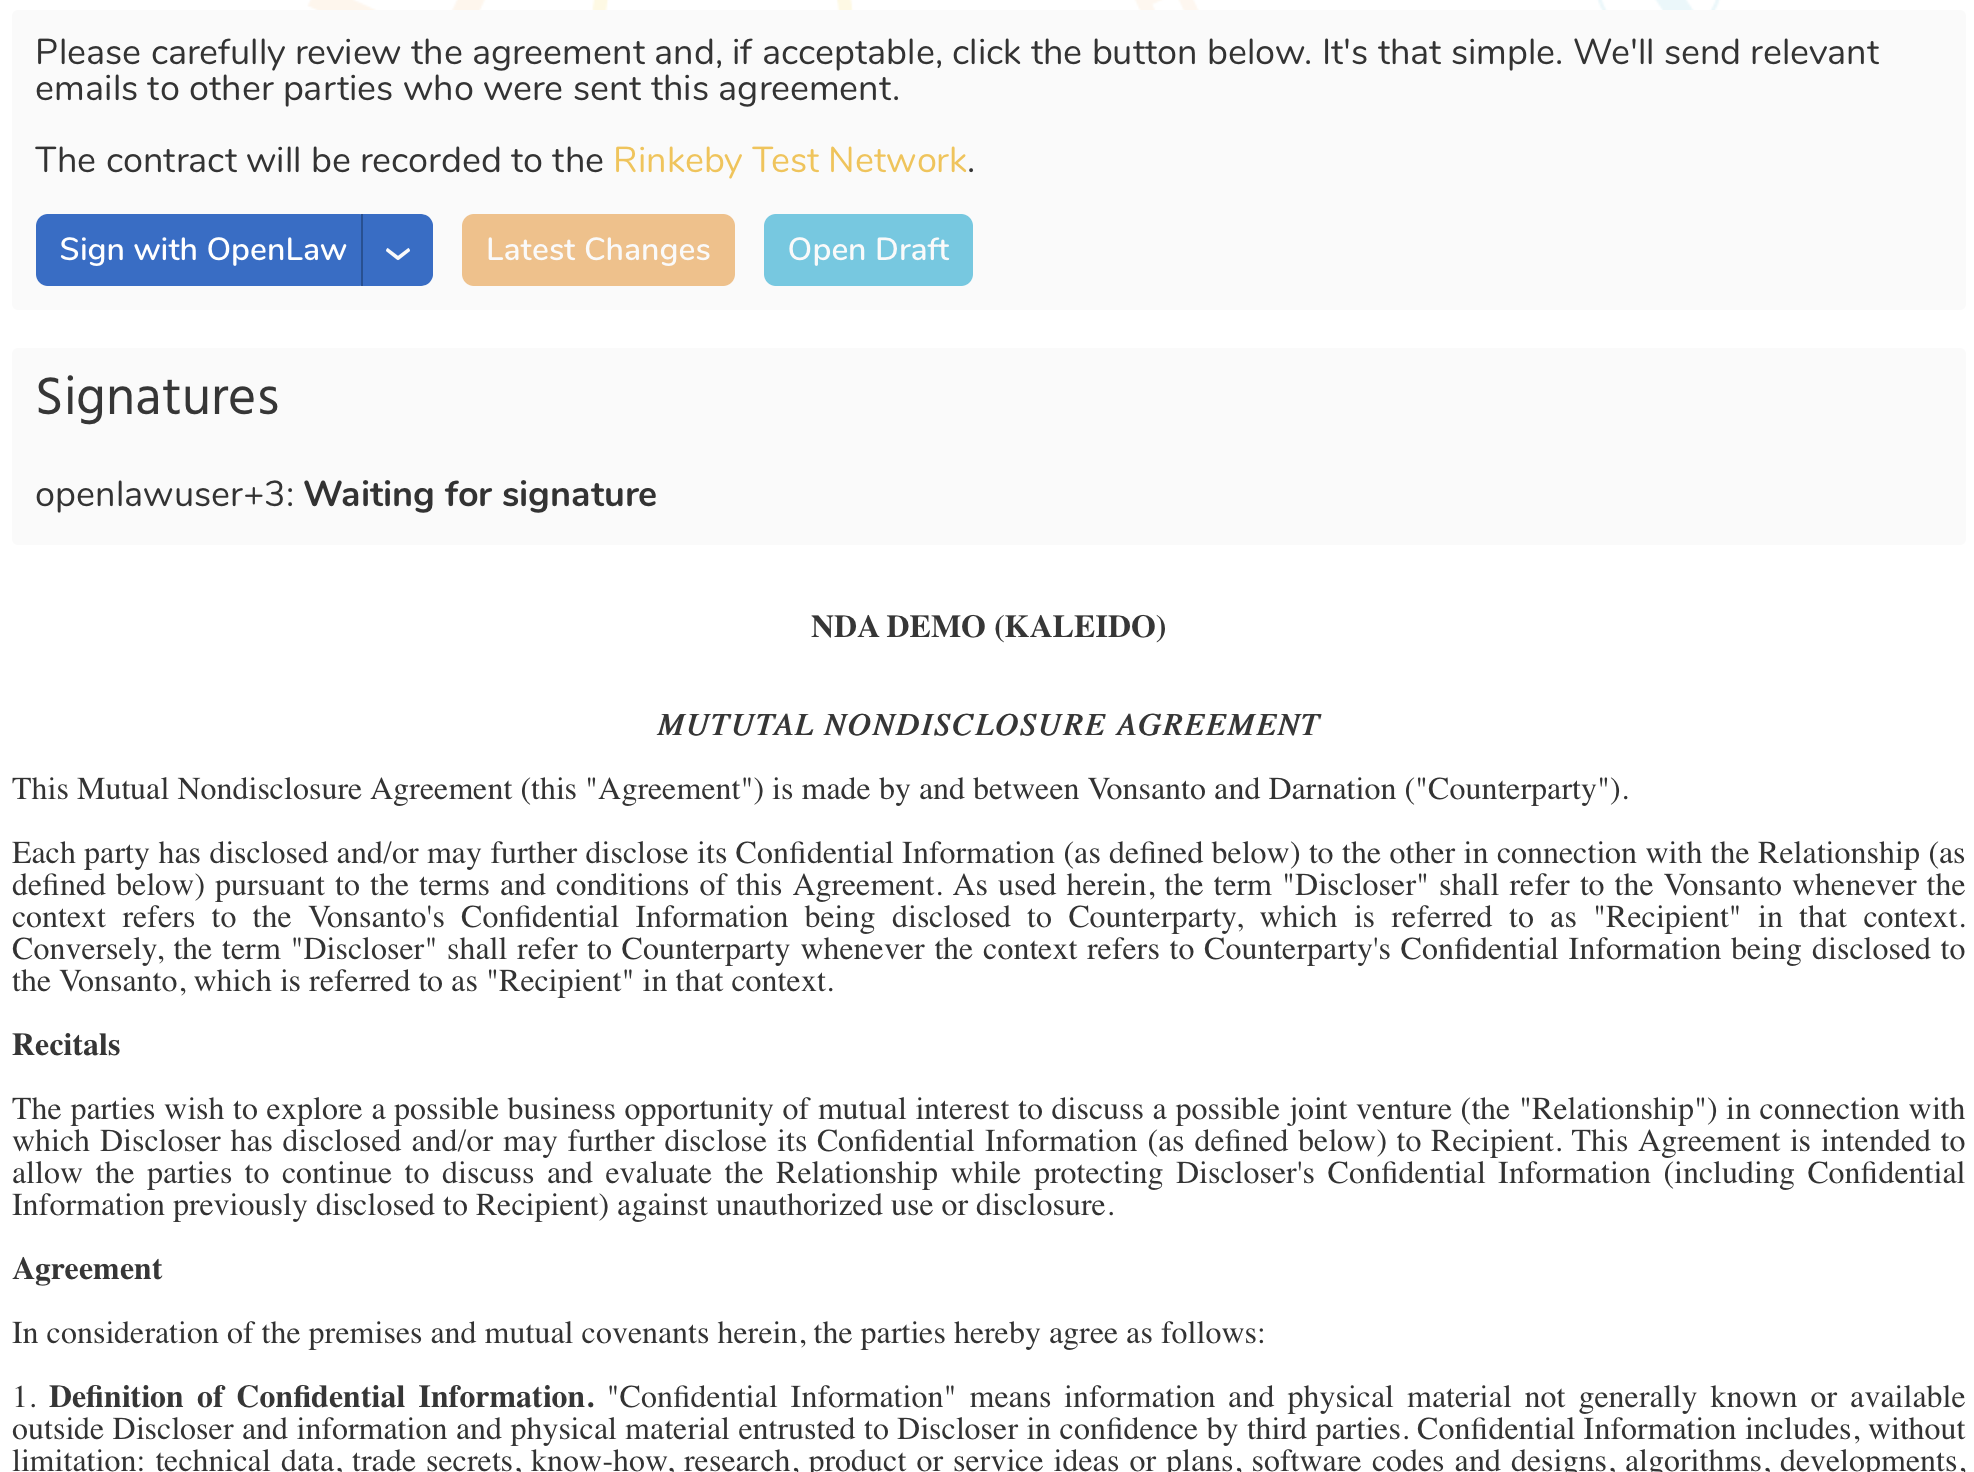 Please carefully review the agreement and, if acceptable, click the button below. It's that simple. We'll send relevant
emails to other parties who were sent this agreement.
The contract will be recorded to the Rinkeby Test Network.
Sign with OpenLaw
Latest Changes
Open Draft
Signatures
openlawuser+3: Waiting for signature
NDA DEMO (KALEIDO)
MUTUTAL NONDISCLOSURE AGREEMENT
This Mutual Nondisclosure Agreement (this "Agreement") is made by and between Vonsanto and Darnation ("Counterparty").
Each party has disclosed and/or may further disclose its Confidential Information (as defined below) to the other in connection with the Relationship (as
defined below) pursuant to the terms and conditions of this Agreement. As used herein, the term "Discloser" shall refer to the Vonsanto whenever the
context refers to the Vonsanto's Confidential Information being disclosed to Counterparty, which is referred to as "Recipient" in that context.
Conversely, the term "Discloser" shall refer to Counterparty whenever the context refers to Counterparty's Confidential Information being disclosed to
the Vonsanto, which is referred to as "Recipient" in that context.
Recitals
The parties wish to explore a possible business opportunity of mutual interest to discuss a possible joint venture (the "Relationship") in connection with
which Discloser has disclosed and/or may further disclose its Confidential Information (as defined below) to Recipient. This Agreement is intended to
allow the parties to continue to discuss and evaluate the Relationship while protecting Discloser's Confidential Information (including Confidential
Information previously disclosed to Recipient) against unauthorized use or disclosure.
Agreement
In consideration of the premises and mutual covenants herein, the parties hereby agree as follows:
1. Definition of Confidential Information. "Confidential Information" means information and physical material not generally known or available
outside Discloser and information and physical material entrusted to Discloser in confidence by third parties. Confidential Information includes, without
limitation: technical data, trade secrets, know-how, research, product or service ideas or plans, software codes and designs, algorithms, developments,